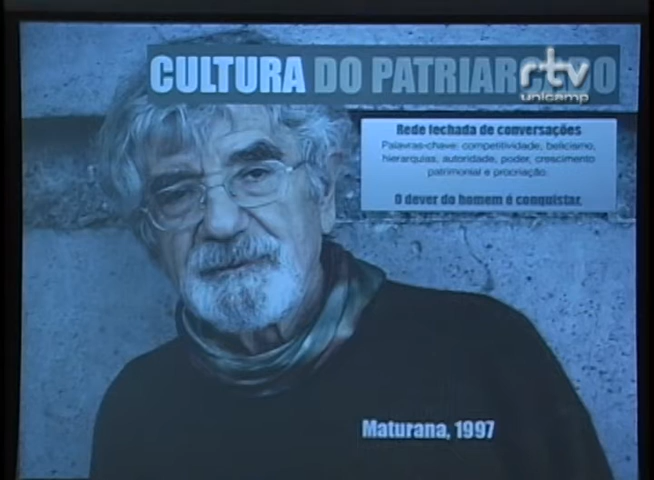 CULTURA DO PATRIARCADO
rtv
unicamp
Rede fechada de conversações
Palavras-chave: competitividade, belicismo,
hierarquias, autoridade, poder, crescimento
patrimonial e procriação.
O dever do homem é conquistar.
Maturana, 1997